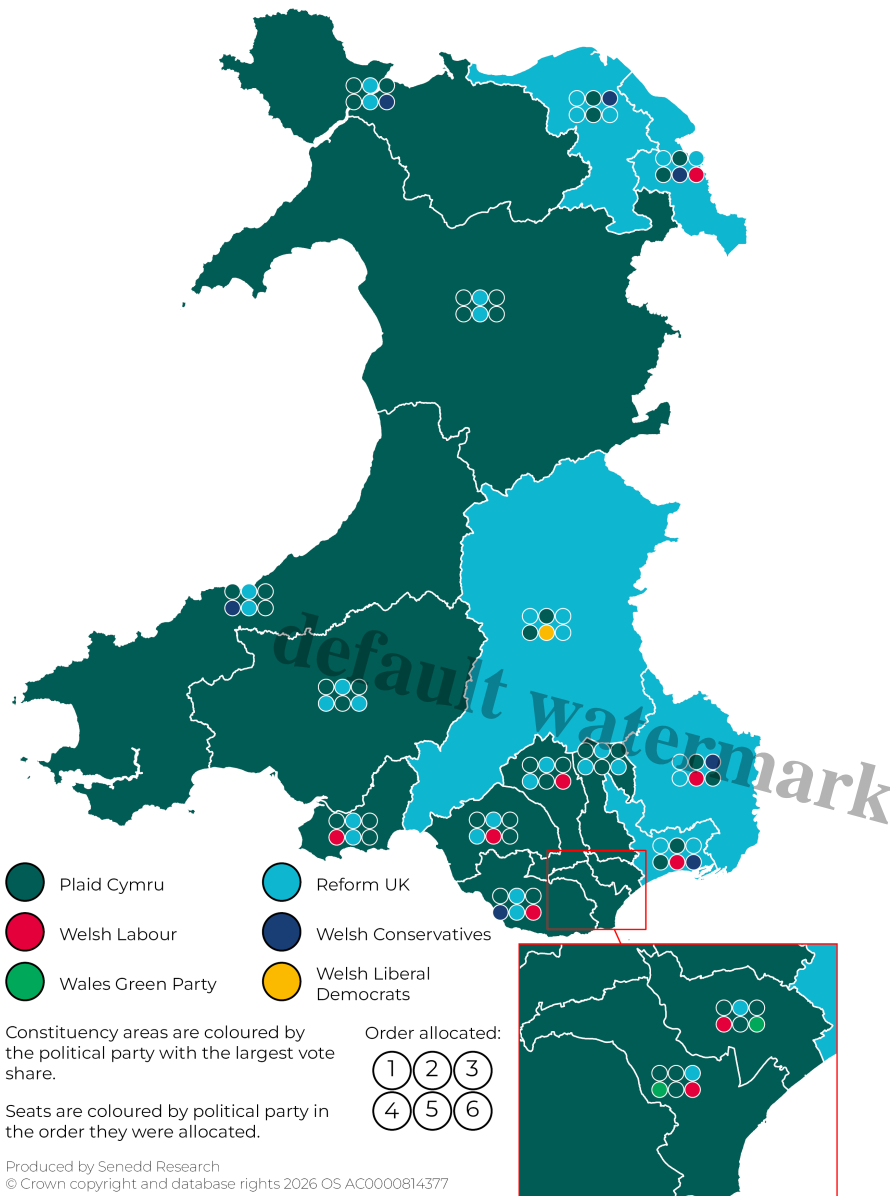 default watermark
Plaid Cymru
Reform UK
Welsh Labour
Welsh Conservatives
Wales Green Party
Welsh Liberal
Democrats
Constituency areas are coloured by
the political party with the largest vote
share.
Seats are coloured by political party in
the order they were allocated.
Order allocated:
1 2 3
4 5 6
Produced by Senedd Research
© Crown copyright and database rights 2026 OS AC0000814377